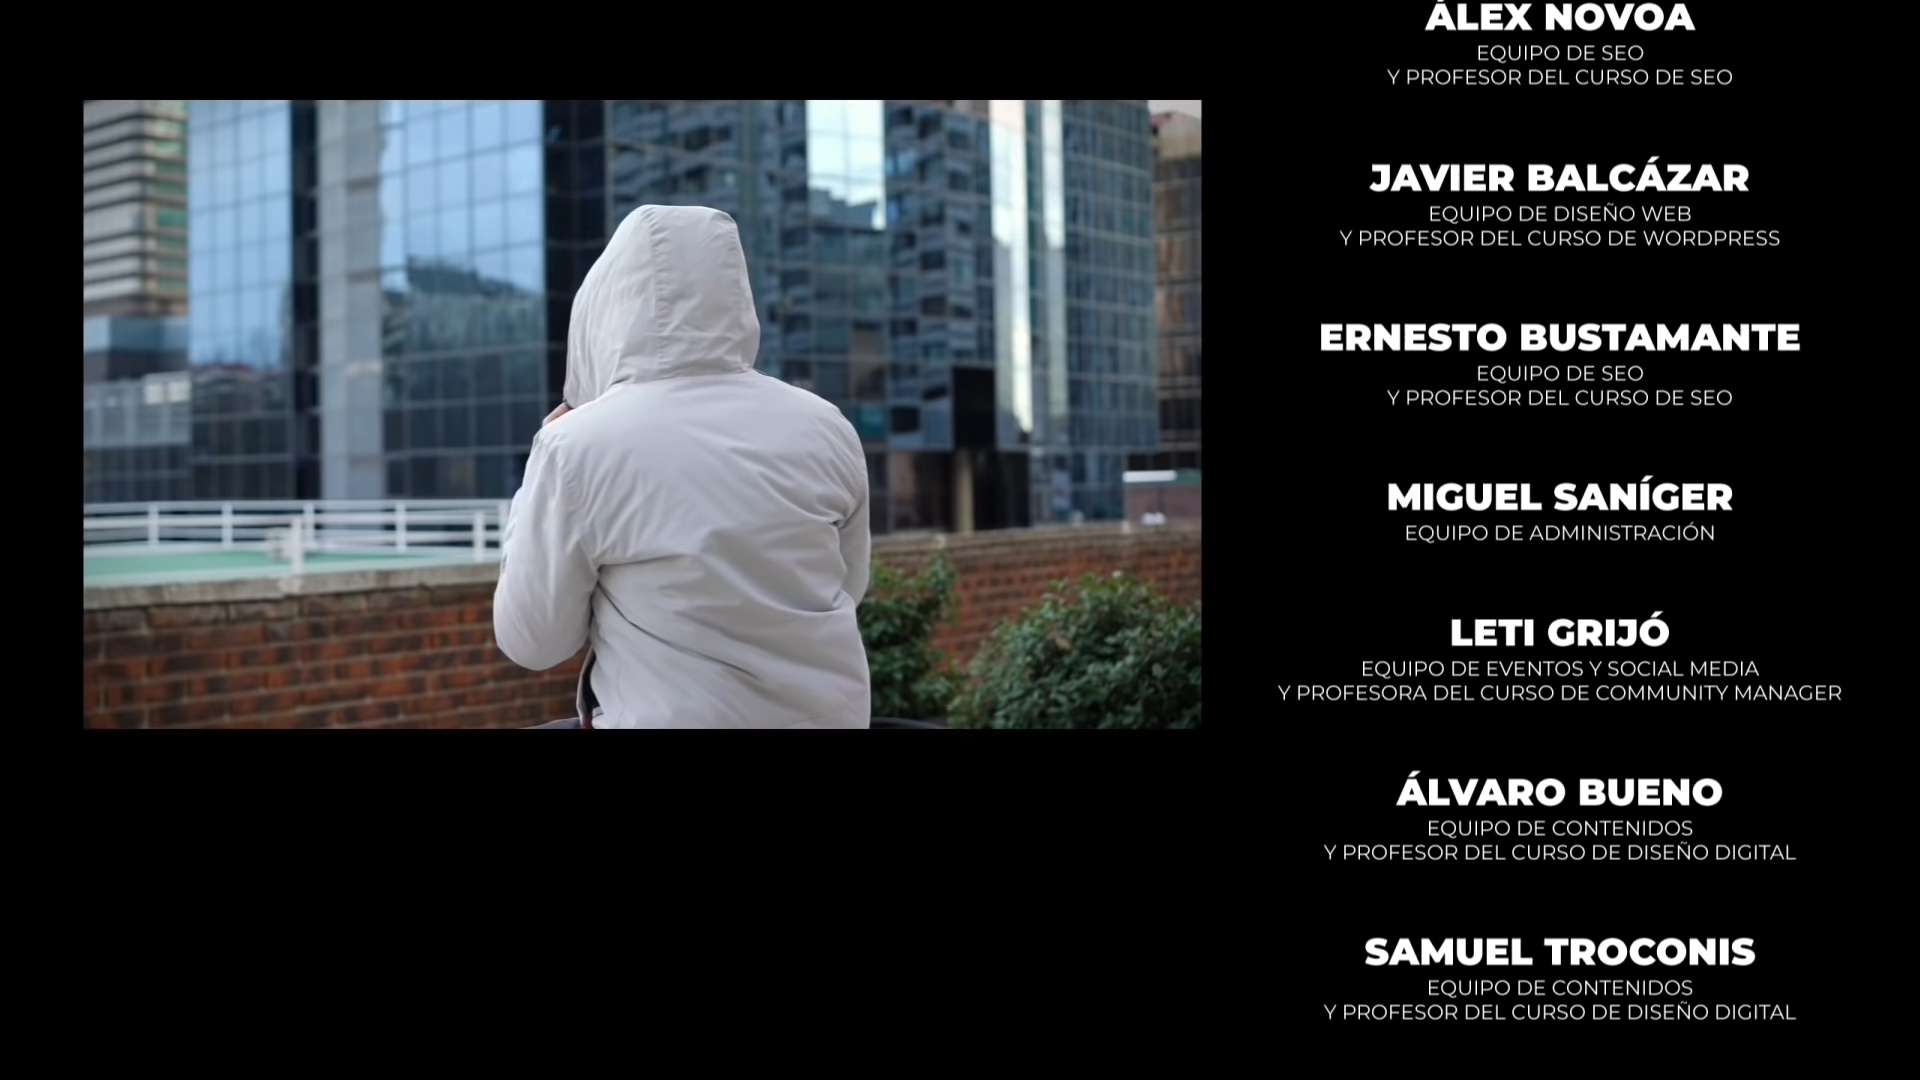 ÁLEX NOVOA
EQUIPO DE SEO
Y PROFESOR DEL CURSO DE SEO
JAVIER BALCÁZAR
EQUIPO DE DISEÑO WEB
Y PROFESOR DEL CURSO DE WORDPRESS
ERNESTO BUSTAMANTE
EQUIPO DE SEO
Y PROFESOR DEL CURSO DE SEO
MIGUEL SANÍGER
EQUIPO DE ADMINISTRACIÓN
LETI GRIJÓ
EQUIPO DE EVENTOS Y SOCIAL MEDIA
Y PROFESORA DEL CURSO DE COMMUNITY MANAGER
ÁLVARO BUENO
EQUIPO DE CONTENIDOS
Y PROFESOR DEL CURSO DE DISEÑO DIGITAL
SAMUEL TROCONIS
EQUIPO DE CONTENIDOS
Y PROFESOR DEL CURSO DE DISEÑO DIGITAL